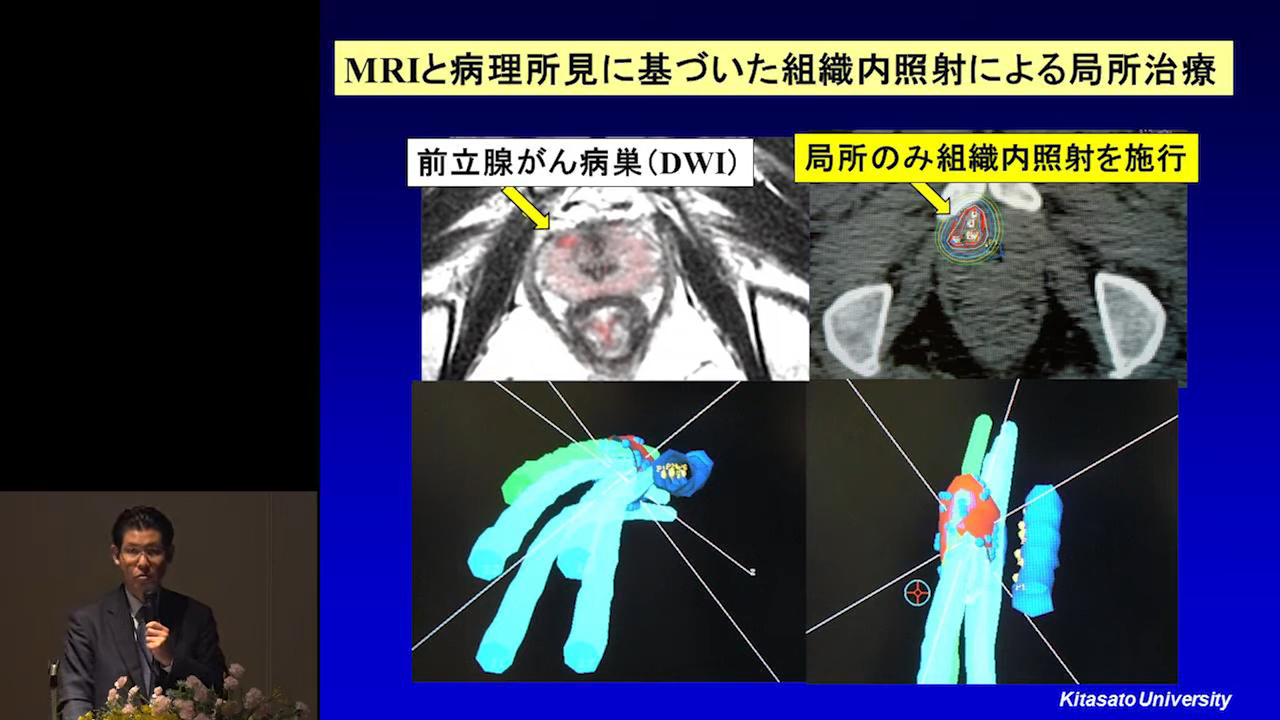 MRIと病理所見に基づいた組織内照射による局所治療
前立腺がん病巣（DWI）
局所のみ組織内照射を施行
Kitasato University